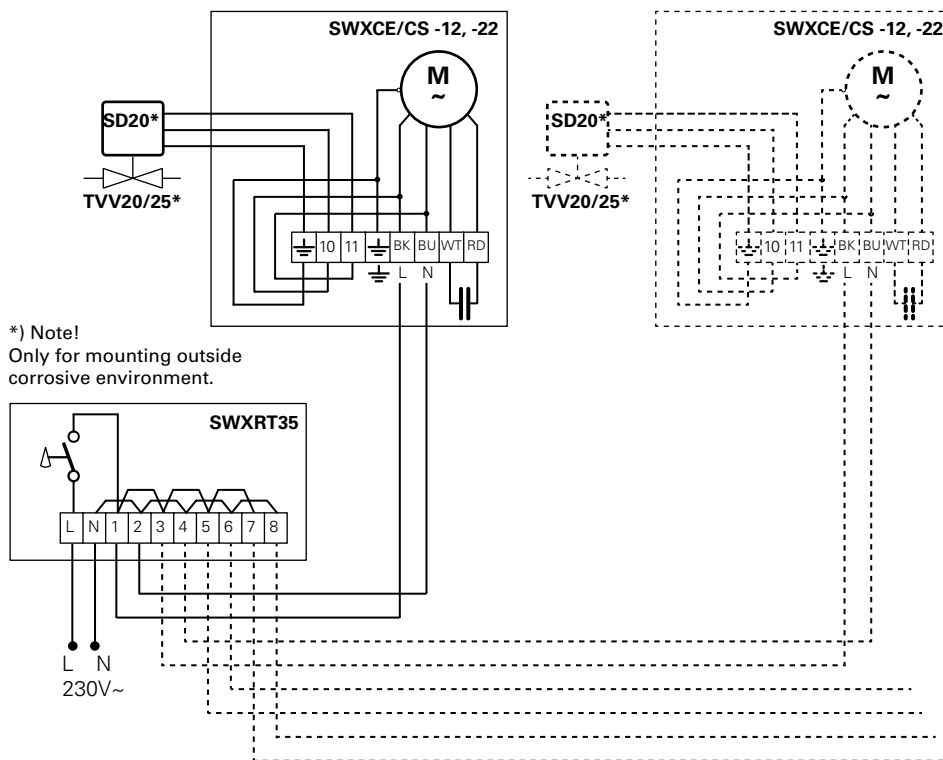 SWXCE/CS -12, -22
M
~
SD20*
TVV20/25*
10 11 BK BU WT RD
L N
SWXCE/CS -12, -22
M
~
SD20*
TVV20/25*
10 11 BK BU WT RD
L N
*) Note!
Only for mounting outside
corrosive environment.
SWXRT35
L N 1 2 3 4 5 6 7 8
L N
230V~